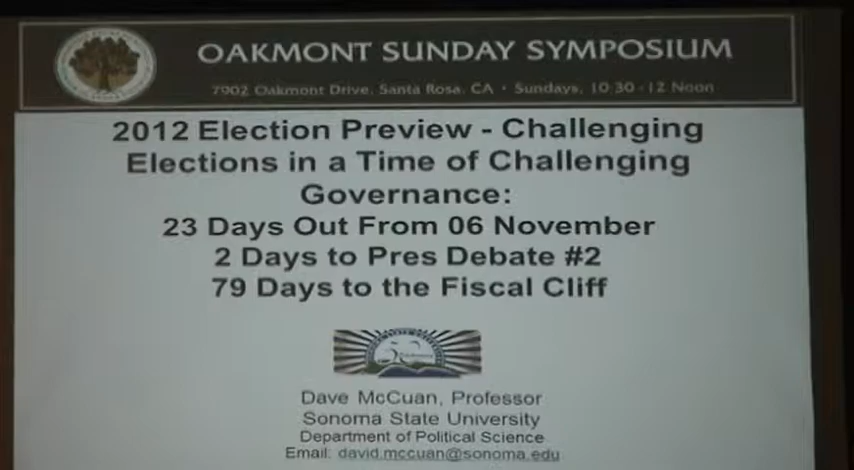 OAKMONT SUNDAY SYMPOSIUM
7902 Oakmont Drive, Santa Rosa, CA • Sundays, 10:30 - 12 Noon
2012 Election Preview - Challenging
Elections in a Time of Challenging
Governance:
23 Days Out From 06 November
2 Days to Pres Debate #2
79 Days to the Fiscal Cliff
50
Dave McCuan, Professor
Sonoma State University
Department of Political Science
Email: david.mccuan@sonoma.edu